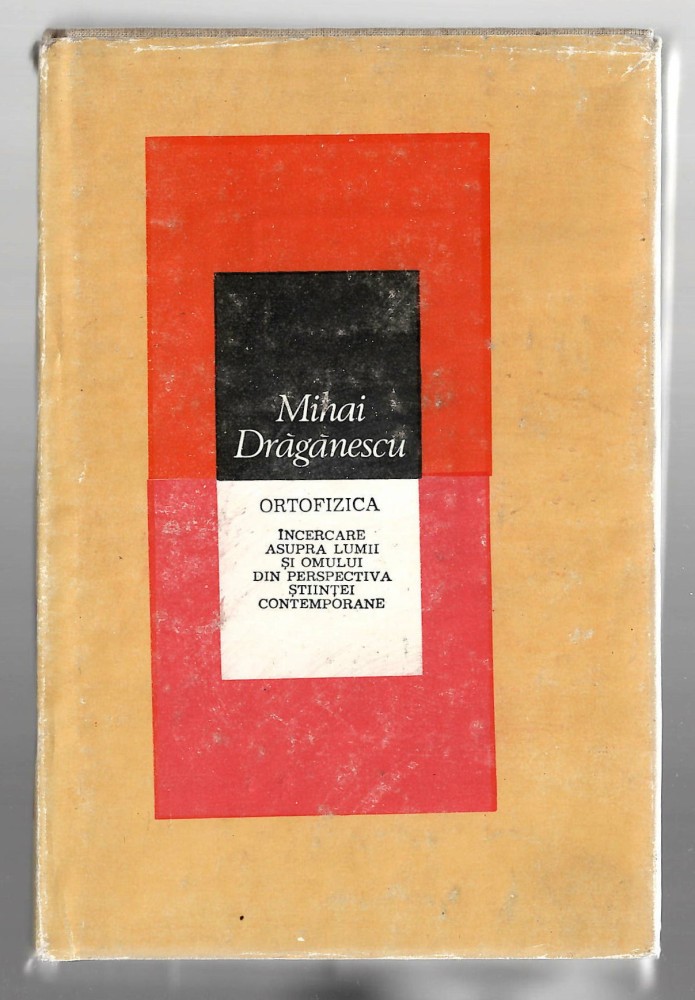 Mihai
Drăgănescu
ORTOFIZICA
ÎNCERCARE
ASUPRA LUMII
ȘI OMULUI
DIN PERSPECTIVA
ȘTIINȚEI
CONTEMPORANE